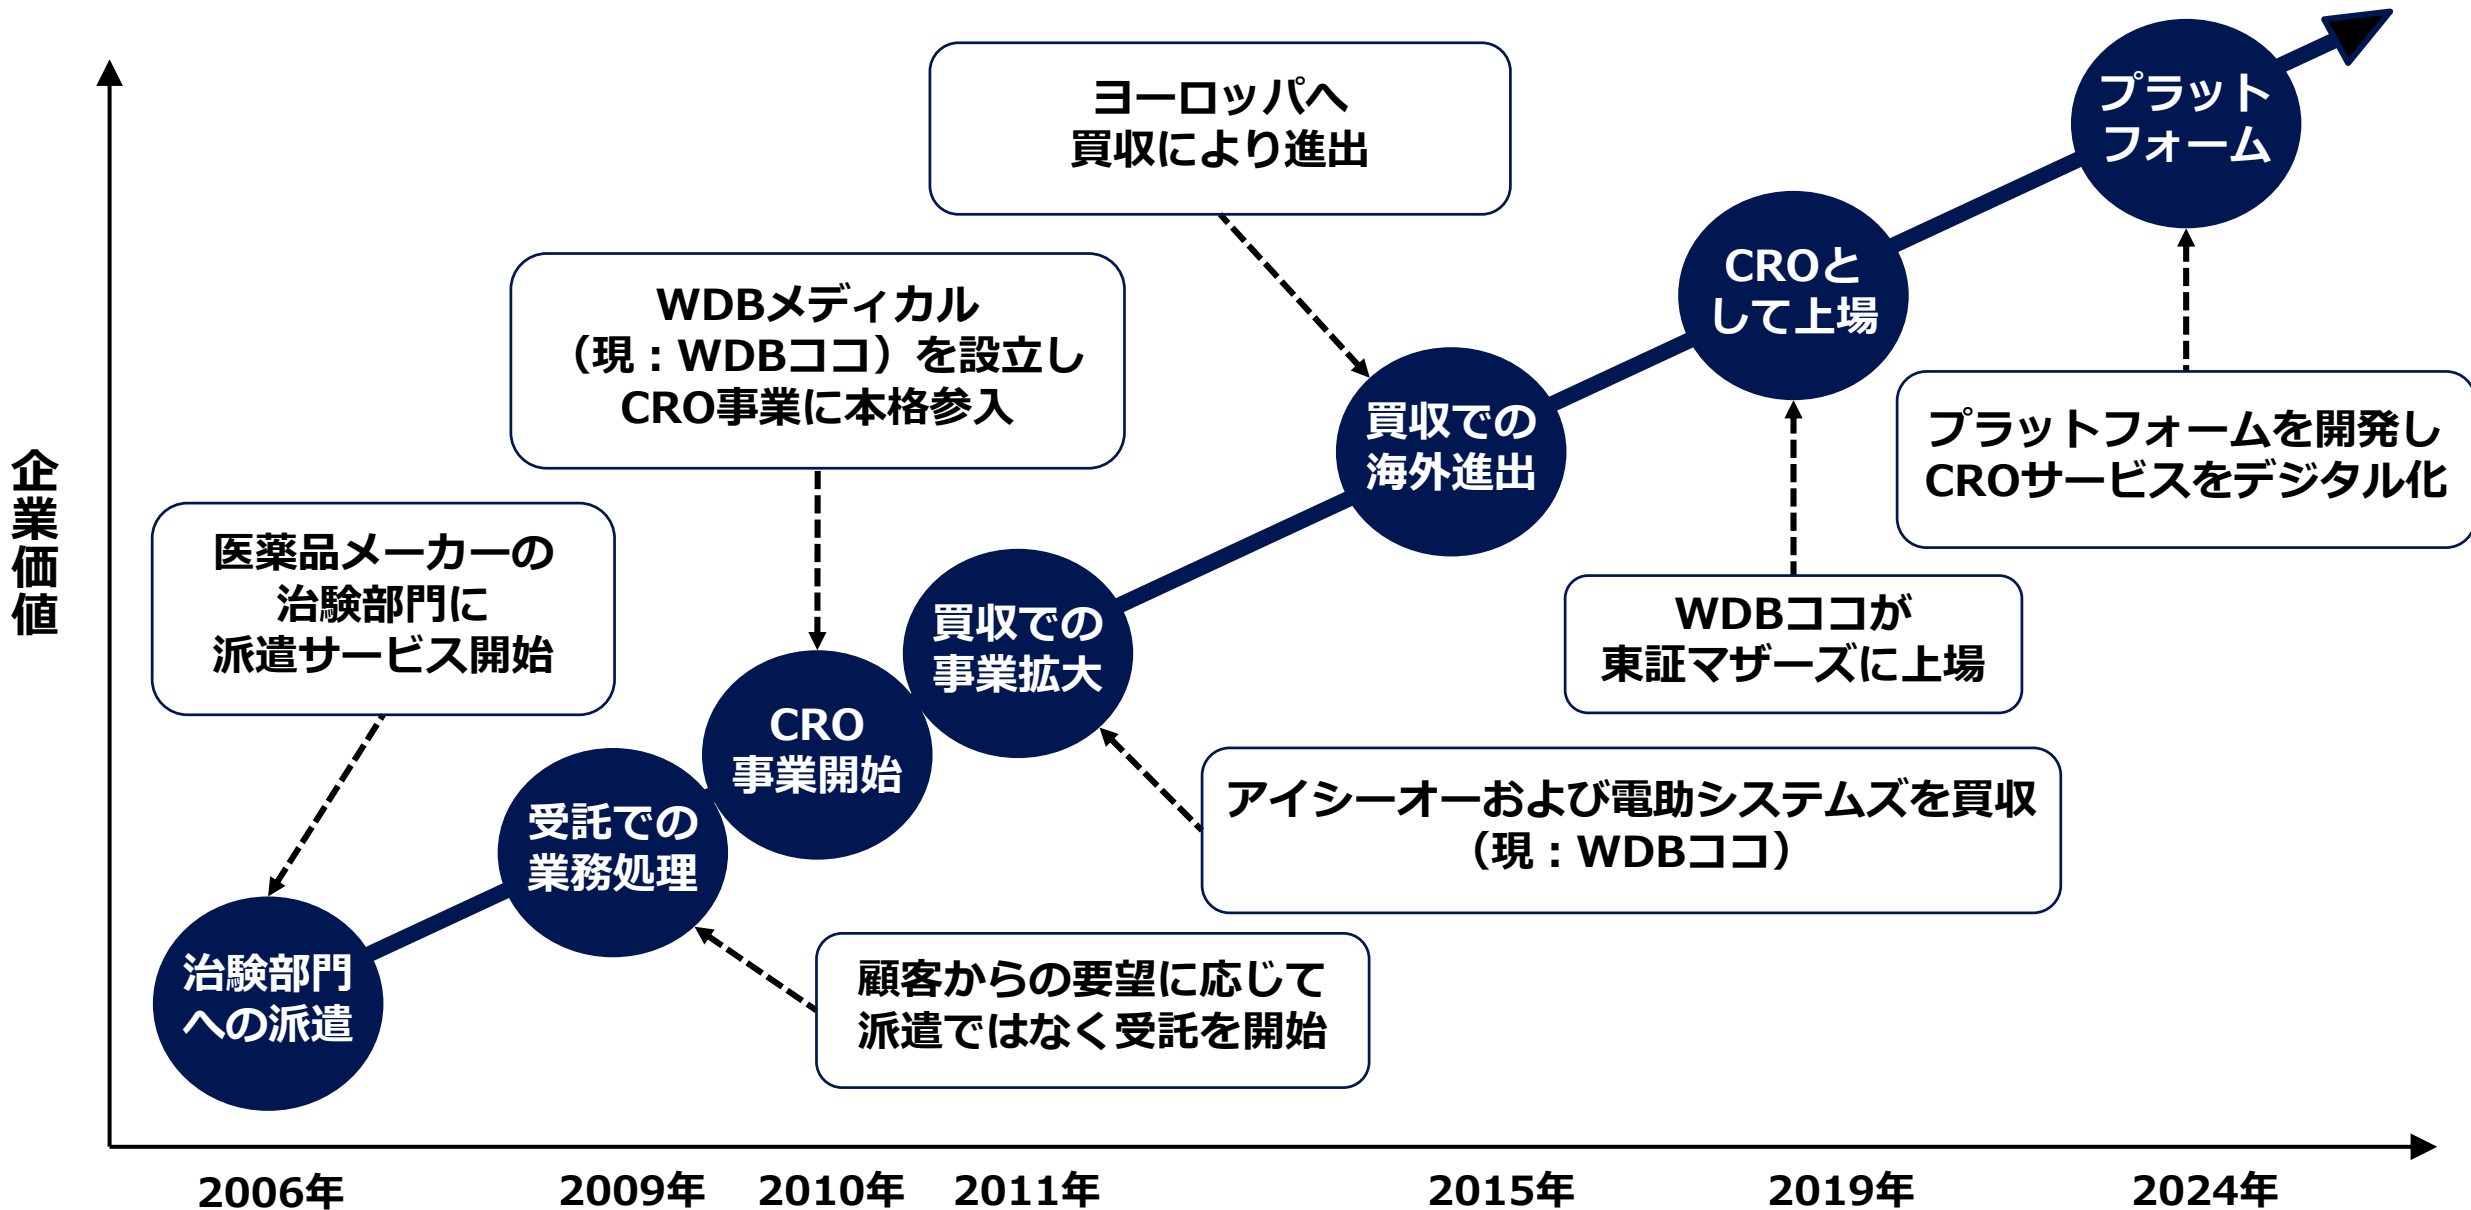 企業価値
ヨーロッパへ
買収により進出
プラット
フォーム
WDBメディカル
（現：WDBココ）を設立し
CRO事業に本格参入
CROと
して上場
買収での
海外進出
プラットフォームを開発し
CROサービスをデジタル化
医薬品メーカーの
治験部門に
派遣サービス開始
WDBココが
東証マザーズに上場
買収での
事業拡大
CRO
事業開始
アイシーオーおよび電助システムズを買収
（現：WDBココ）
受託での
業務処理
治験部門
への派遣
顧客からの要望に応じて
派遣ではなく受託を開始
2006年
2009年
2010年
2011年
2015年
2019年
2024年